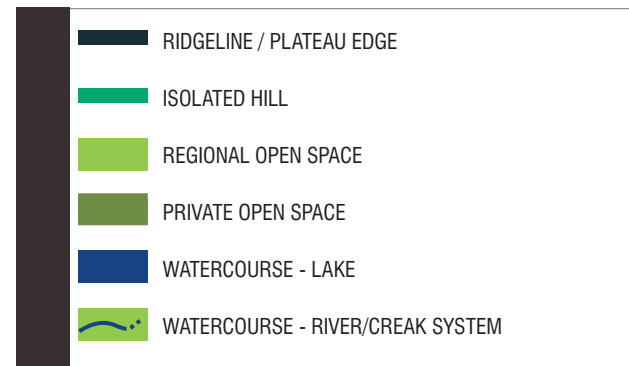 RIDGELINE / PLATEAU EDGE
ISOLATED HILL
REGIONAL OPEN SPACE
PRIVATE OPEN SPACE
WATERCOURSE - LAKE
WATERCOURSE - RIVER/CREAK SYSTEM